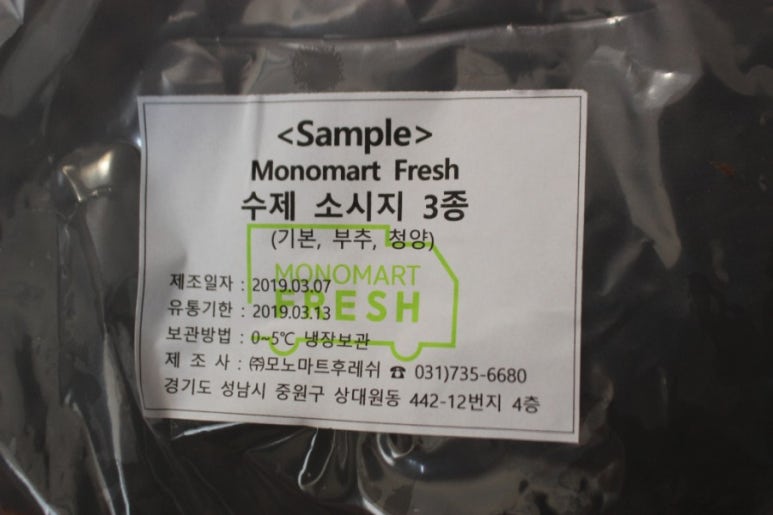 <Sample>
Monomart Fresh
수제 소시지 3종
(기본, 부추, 청양)
MONOMART
FRESH
제조일자 : 2019.03.07
유통기한 : 2019.03.13
보관방법 : 0~5℃ 냉장보관
제 조 사 : ㈜모노마트후레쉬 ☎ 031)735-6680
경기도 성남시 중원구 상대원동 442-12번지 4층